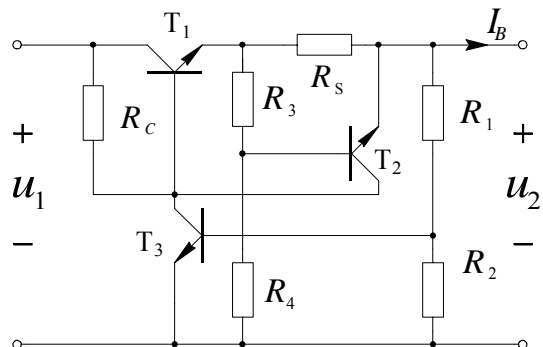 T₁
I_B
R_C
R₃
R_S
R₁
+
u₁
−
T₂
+
u₂
−
T₃
R₄
R₂